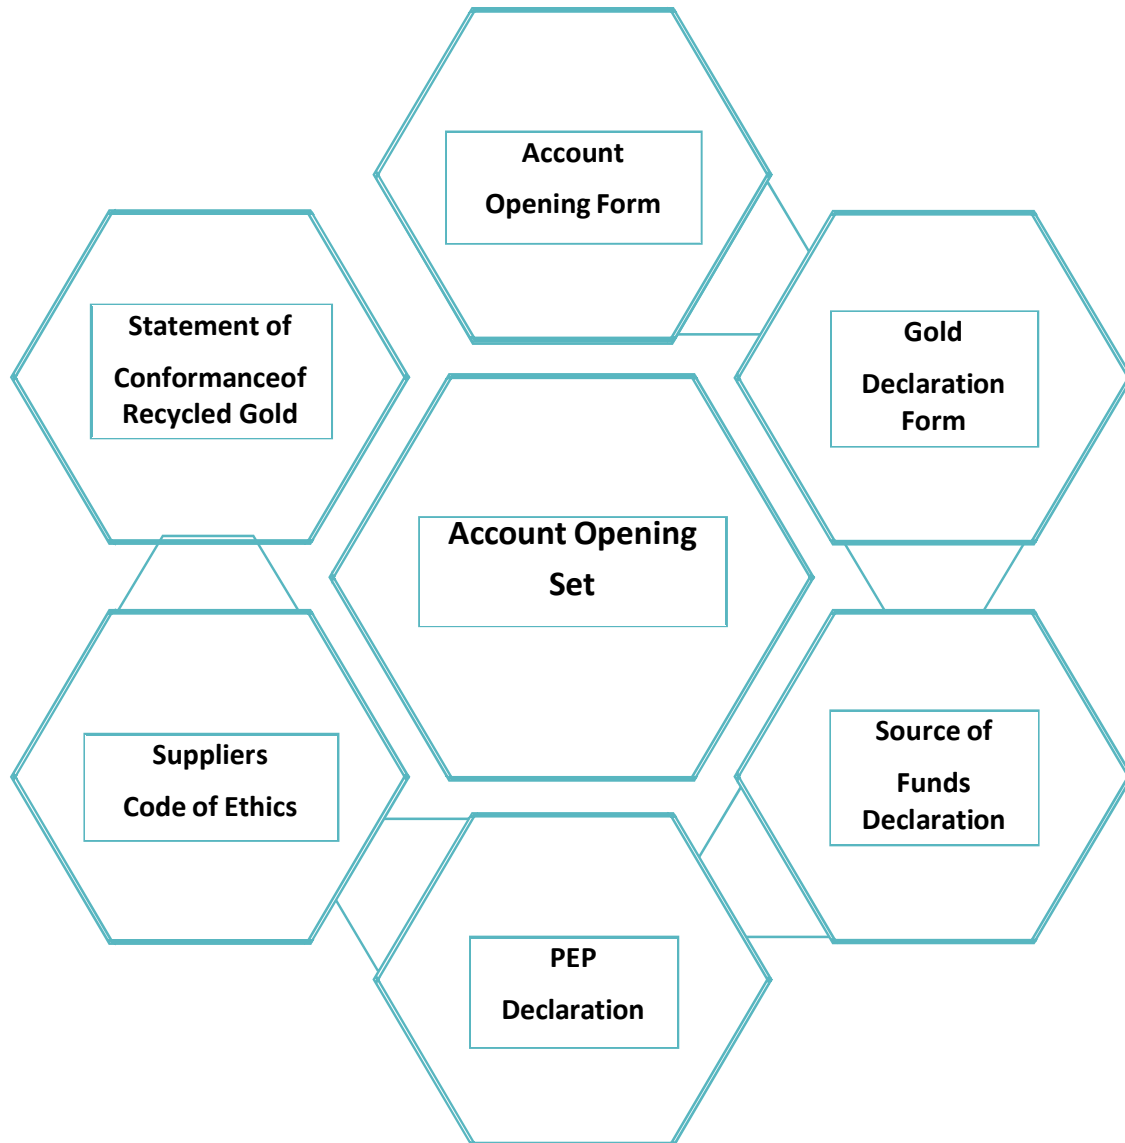 Account
Opening Form
Statement of
Conformanceof
Recycled Gold
Gold
Declaration
Form
Account Opening
Set
Suppliers
Code of Ethics
Source of
Funds
Declaration
PEP
Declaration